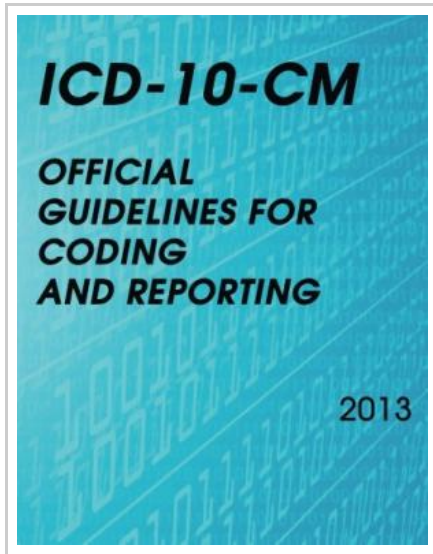 ICD-10-CM
OFFICIAL
GUIDELINES FOR
CODING
AND REPORTING
2013